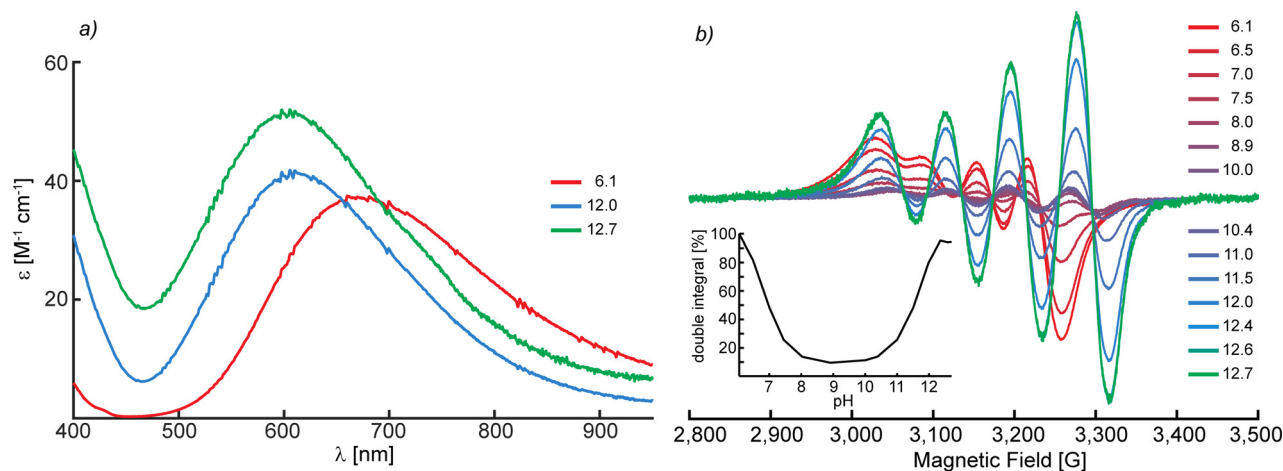 a)
60
40
20
ε [M⁻¹ cm⁻¹]
6.1
12.0
12.7
400 500 600 700 800 900
λ [nm]
b)
6.1
6.5
7.0
7.5
8.0
8.9
10.0
10.4
11.0
11.5
12.0
12.4
12.6
12.7
double integral [%]
100
80
60
40
20
7 8 9 10 11 12
pH
2,800 2,900 3,000 3,100 3,200 3,300 3,400 3,500
Magnetic Field [G]